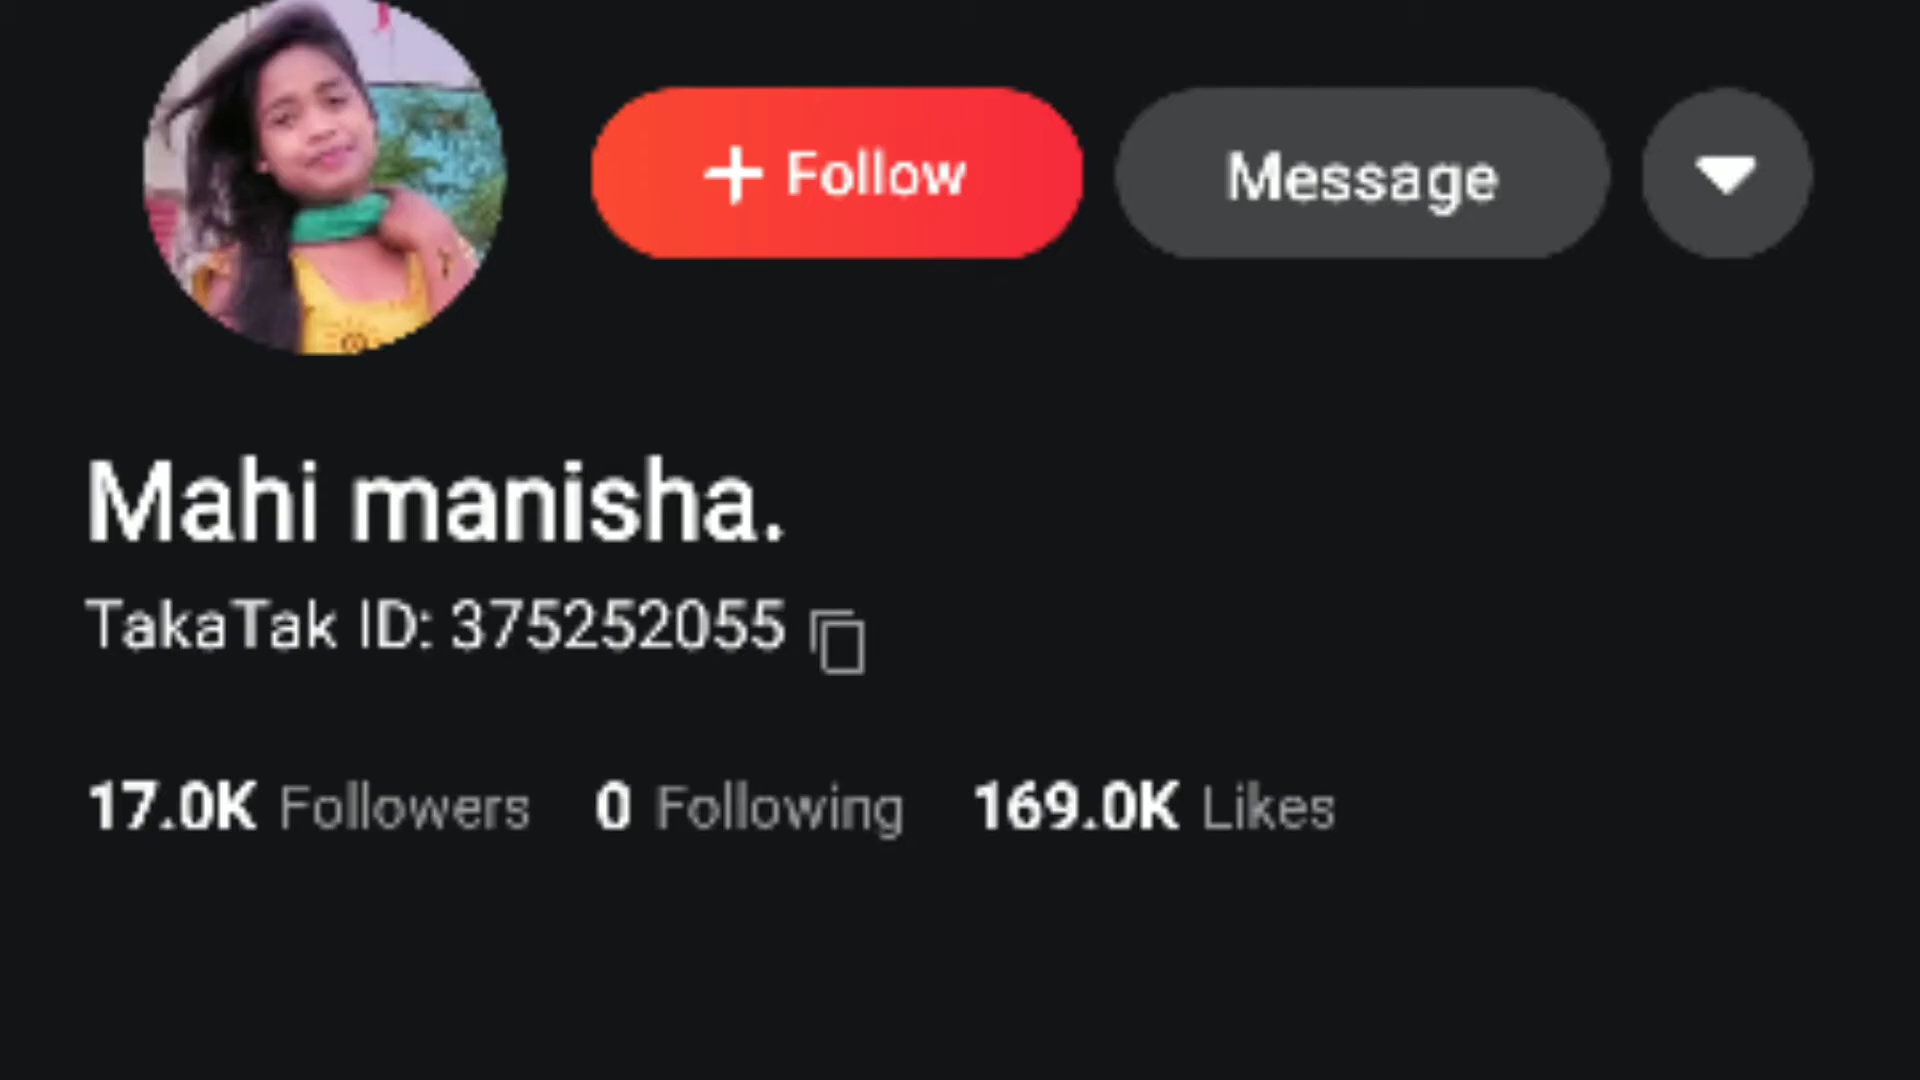 + Follow Message
Mahi manisha.
TakaTak ID: 375252055
17.0K Followers 0 Following 169.0K Likes